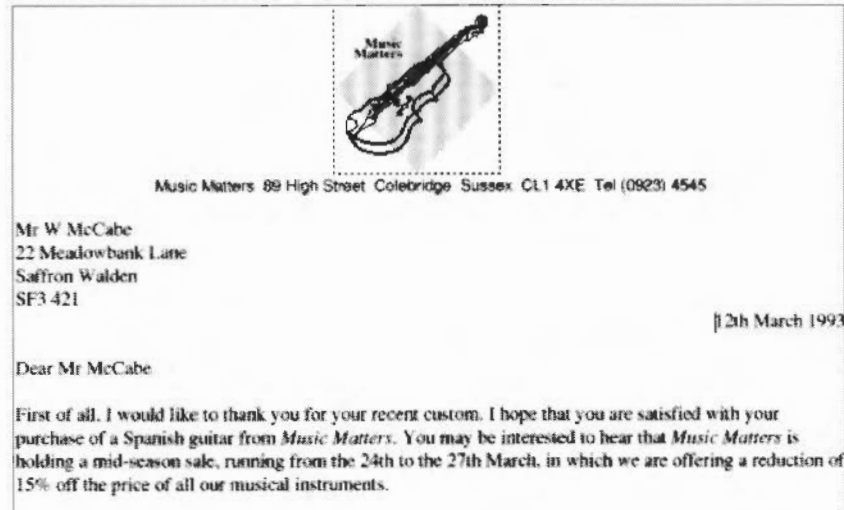 Music
Matters
Music Matters 89 High Street Colebridge Sussex CL1 4XE Tel (0923) 4545
Mr W McCabe
22 Meadowbank Lane
Saffron Walden
SF3 421
12th March 1993
Dear Mr McCabe
First of all, I would like to thank you for your recent custom. I hope that you are satisfied with your
purchase of a Spanish guitar from Music Matters. You may be interested to hear that Music Matters is
holding a mid-season sale, running from the 24th to the 27th March, in which we are offering a reduction of
15% off the price of all our musical instruments.